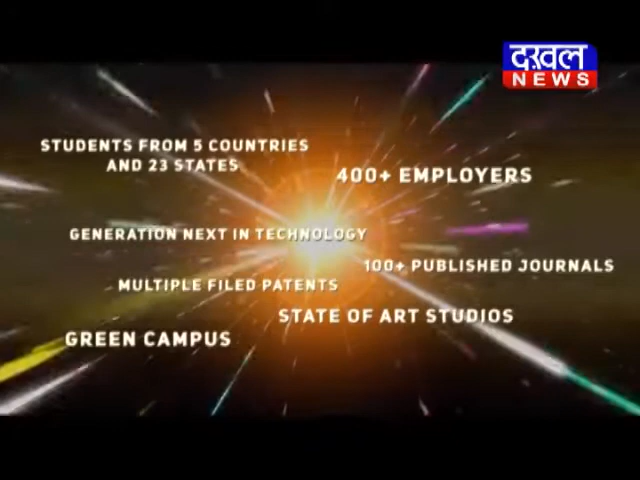 दख़ल
NEWS
STUDENTS FROM 5 COUNTRIES
AND 23 STATES
400+ EMPLOYERS
GENERATION NEXT IN TECHNOLOGY
100+ PUBLISHED JOURNALS
MULTIPLE FILED PATENTS
STATE OF ART STUDIOS
GREEN CAMPUS